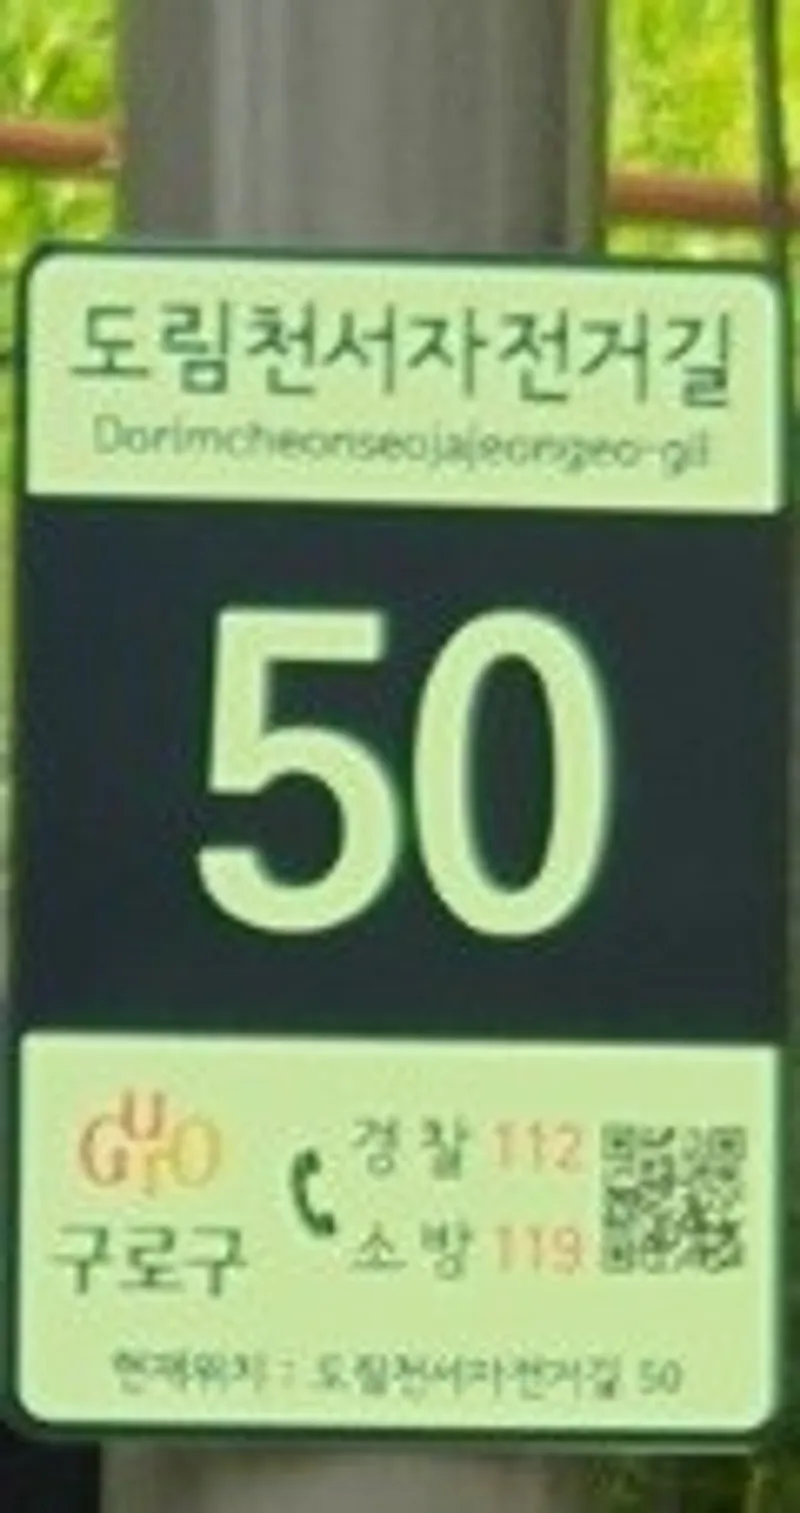 도림천서자전거길
Dorimcheonseojajeongeo-gil
50
GURO
구로구
경찰 112
소방 119
현재위치 : 도림천서자전거길 50